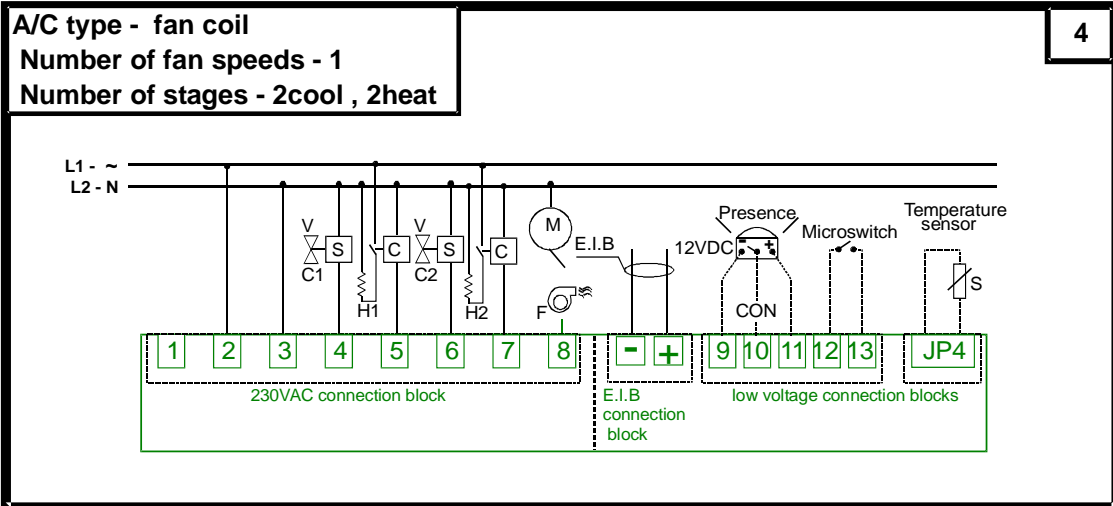 A/C type - fan coil
Number of fan speeds - 1
Number of stages - 2cool , 2heat
4
L1 - ~
L2 - N
V
C1
S
H1
C
V
C2
S
H2
C
M
F
E.I.B
Presence
12VDC
- +
CON
Microswitch
Temperature
sensor
S
1 2 3 4 5 6 7 8 - + 9 10 11 12 13 JP4
230VAC connection block
E.I.B
connection
block
low voltage connection blocks